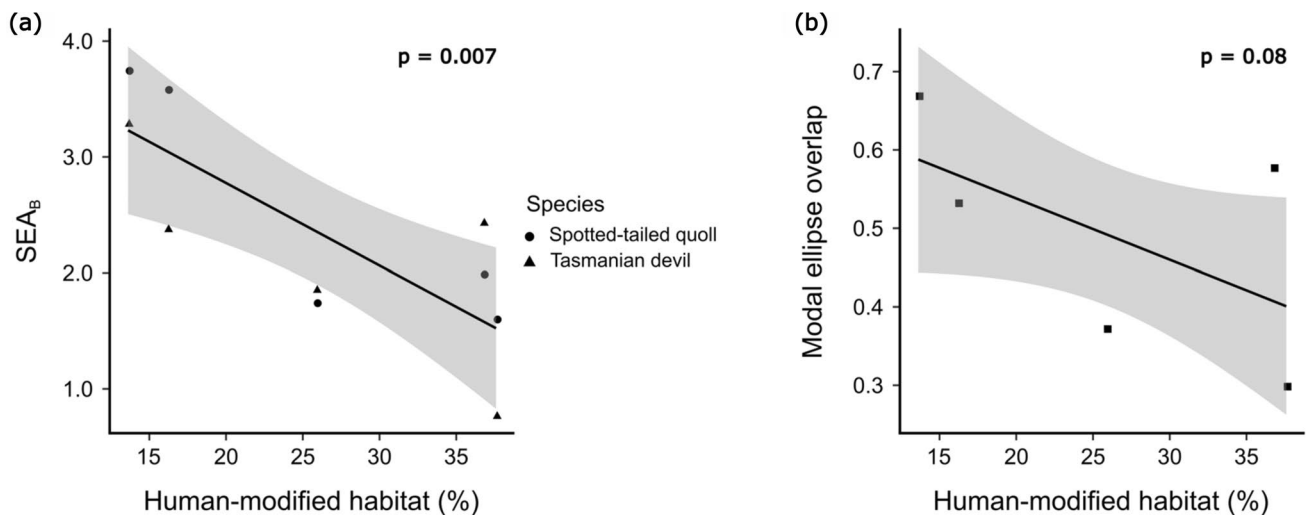 (a)
4.0
3.0
2.0
1.0
SEA_B
p = 0.007
15 20 25 30 35
Human-modified habitat (%)
Species
Spotted-tailed quoll
Tasmanian devil
(b)
0.7
0.6
0.5
0.4
0.3
Modal ellipse overlap
p = 0.08
15 20 25 30 35
Human-modified habitat (%)